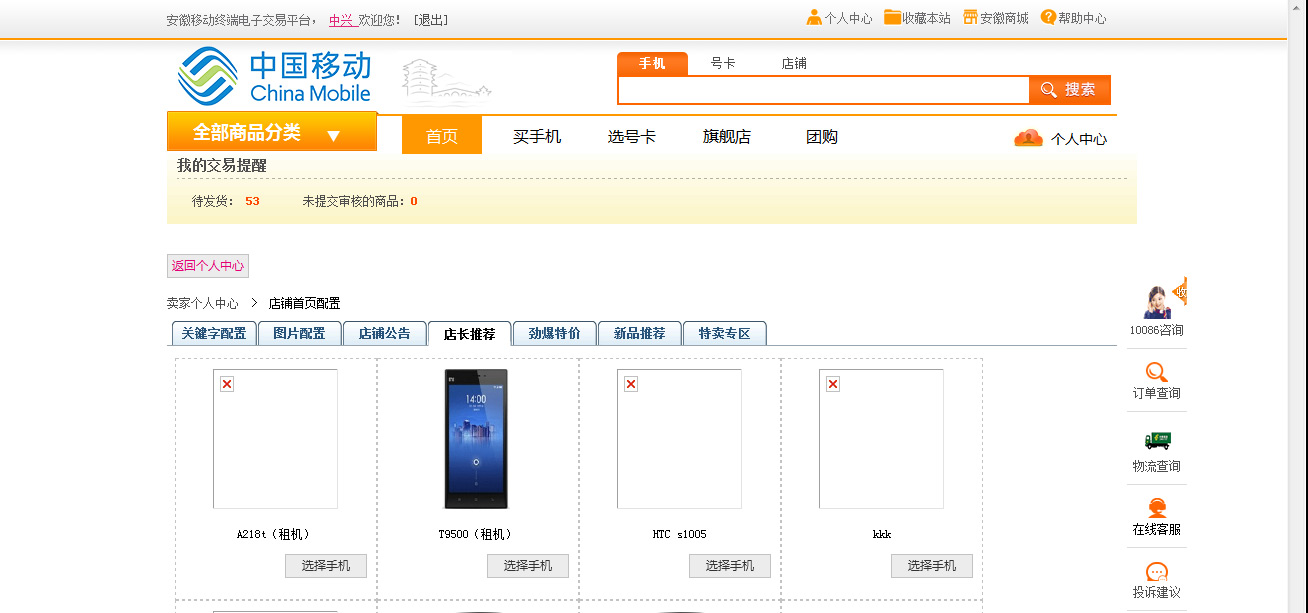 安徽移动终端电子交易平台， 中兴 欢迎您！ [退出]
个人中心 收藏本站 安徽商城 帮助中心
中国移动
China Mobile
手机 号卡 店铺
搜索
全部商品分类 ▼
首页 买手机 选号卡 旗舰店 团购 个人中心
我的交易提醒
待发货： 53 未提交审核的商品：0
返回个人中心
卖家个人中心 > 店铺首页配置
关键字配置 图片配置 店铺公告 店长推荐 劲爆特价 新品推荐 特卖专区
14:00
A218t（租机） T9500（租机） HTC s1005 kkk
选择手机 选择手机 选择手机 选择手机
收
10086咨询
订单查询
物流查询
在线客服
投诉建议